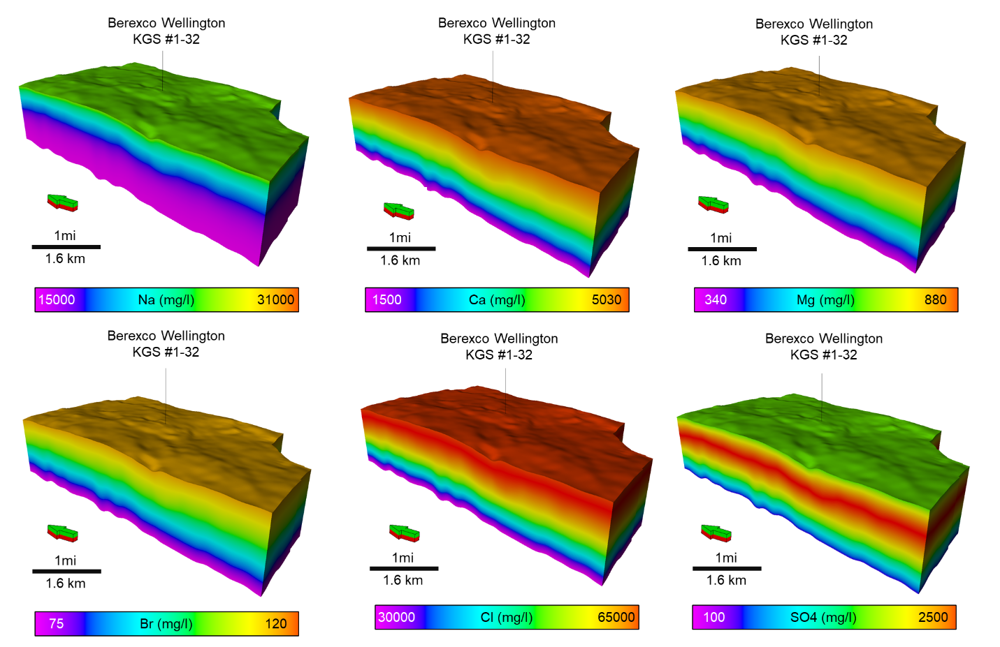 Berexco Wellington
KGS #1-32
1mi
1.6 km
15000 Na (mg/l) 31000
Berexco Wellington
KGS #1-32
1mi
1.6 km
1500 Ca (mg/l) 5030
Berexco Wellington
KGS #1-32
1mi
1.6 km
340 Mg (mg/l) 880
Berexco Wellington
KGS #1-32
1mi
1.6 km
75 Br (mg/l) 120
Berexco Wellington
KGS #1-32
1mi
1.6 km
30000 Cl (mg/l) 65000
Berexco Wellington
KGS #1-32
1mi
1.6 km
100 SO4 (mg/l) 2500